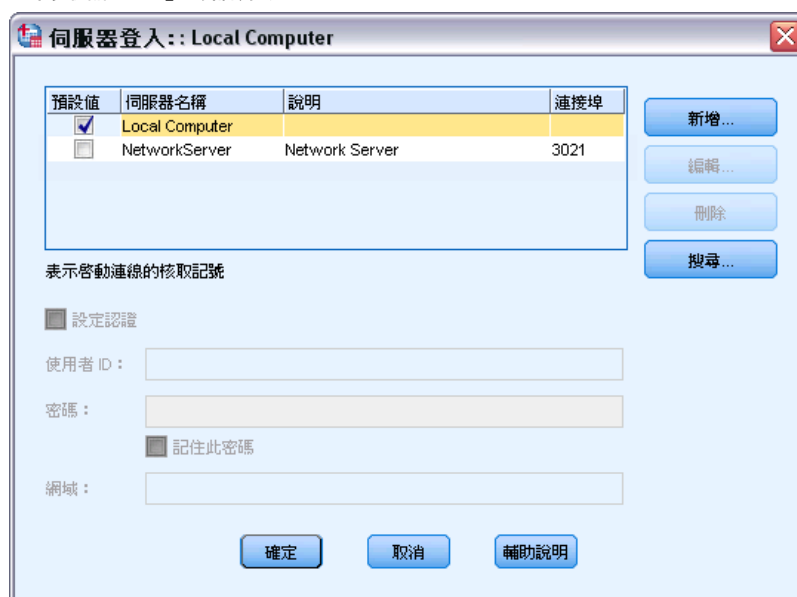 伺服器登入:: Local Computer
預設值 伺服器名稱 說明 連接埠
Local Computer
NetworkServer Network Server 3021
新增...
編輯...
刪除
搜尋...
表示啓動連線的核取記號
設定認證
使用者 ID：
密碼：
記住此密碼
網域：
確定 取消 輔助說明